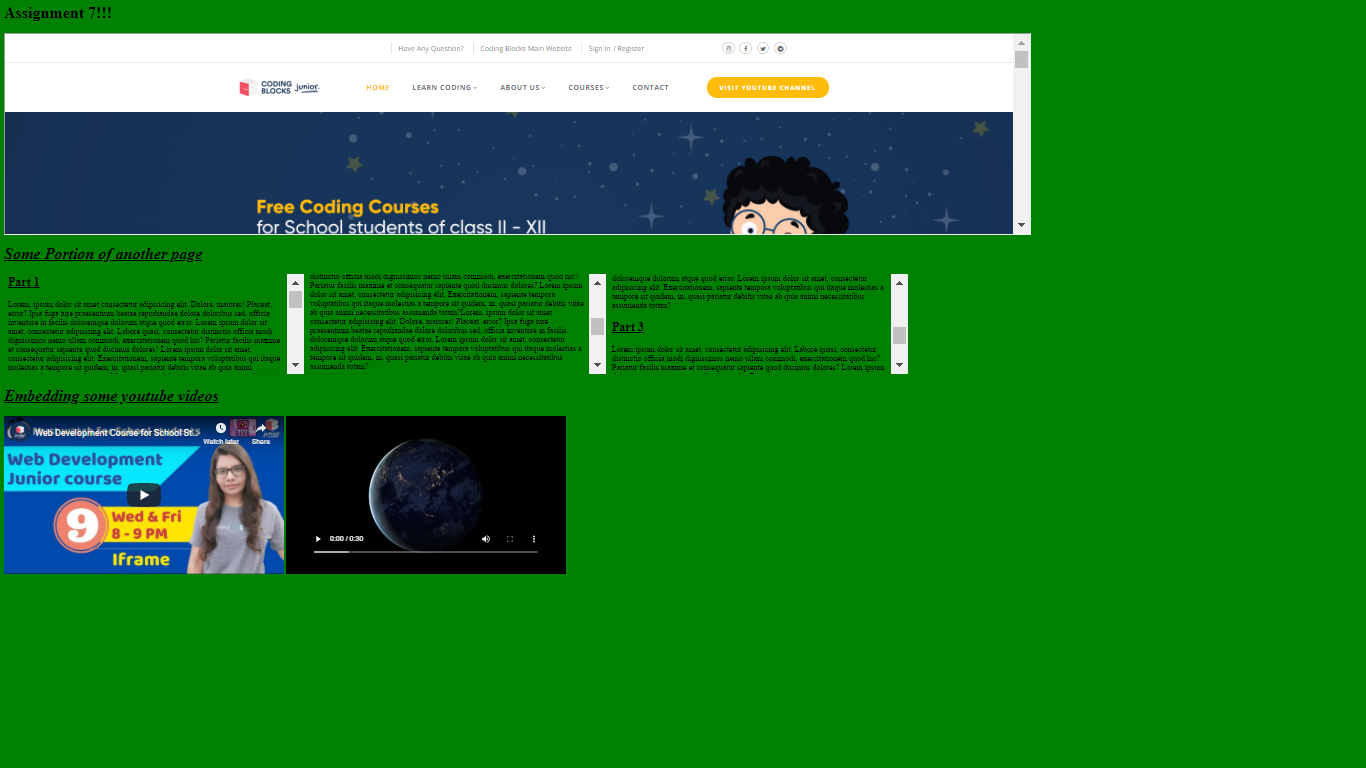 Assignment 7!!!
Have Any Question?
Coding Blocks Main Website
Sign In / Register
CODING BLOCKS junior.
HOME
LEARN CODING
ABOUT US
COURSES
CONTACT
VISIT YOUTUBE CHANNEL
Free Coding Courses
for School students of class II - XII
Some Portion of another page
Part 1
Lorem, ipsum dolor sit amet consectetur adipisicing elit. Dolore, maiores! Placeat,
error? Ipsa fuga iure praesentium beatae repudiandae dolore doloribus sed, officia
inventore in facilis doloremque dolorum atque quod error. Lorem ipsum dolor sit
amet, consectetur adipisicing elit. Labore quasi, consectetur distinctio officia modi
dignissimos nemo ullam commodi, exercitationem quod hic? Pariatur facilis maxime
et consequatur sapiente quod ducimus dolores? Lorem ipsum dolor sit amet,
consectetur adipisicing elit. Exercitationem, sapiente tempora voluptatibus qui itaque
molestias a tempore sit quidem, in, quasi pariatur debitis vitae ab quia animi
distinctio officia modi dignissimos nemo ullam commodi, exercitationem quod hic?
Pariatur facilis maxime et consequatur sapiente quod ducimus dolores? Lorem ipsum
dolor sit amet, consectetur adipisicing elit. Exercitationem, sapiente tempora
voluptatibus qui itaque molestias a tempore sit quidem, in, quasi pariatur debitis vitae
ab quia animi necessitatibus assumenda totam?Lorem, ipsum dolor sit amet
consectetur adipisicing elit. Dolore, maiores! Placeat, error? Ipsa fuga iure
praesentium beatae repudiandae dolore doloribus sed, officia inventore in facilis
doloremque dolorum atque quod error. Lorem ipsum dolor sit amet, consectetur
adipisicing elit. Exercitationem, sapiente tempora voluptatibus qui itaque molestias a
tempore sit quidem, in, quasi pariatur debitis vitae ab quia animi necessitatibus
assumenda totam?
doloremque dolorum atque quod error. Lorem ipsum dolor sit amet, consectetur
adipisicing elit. Exercitationem, sapiente tempora voluptatibus qui itaque molestias a
tempore sit quidem, in, quasi pariatur debitis vitae ab quia animi necessitatibus
assumenda totam?
Part 3
Lorem ipsum dolor sit amet, consectetur adipisicing elit. Labore quasi, consectetur
distinctio officia modi dignissimos nemo ullam commodi, exercitationem quod hic?
Pariatur facilis maxime et consequatur sapiente quod ducimus dolores? Lorem ipsum
Embedding some youtube videos
Web Development Course for School St...
Watch later
Share
Web Development
Junior course
9
Wed & Fri
8 - 9 PM
Iframe
0:00 / 0:30